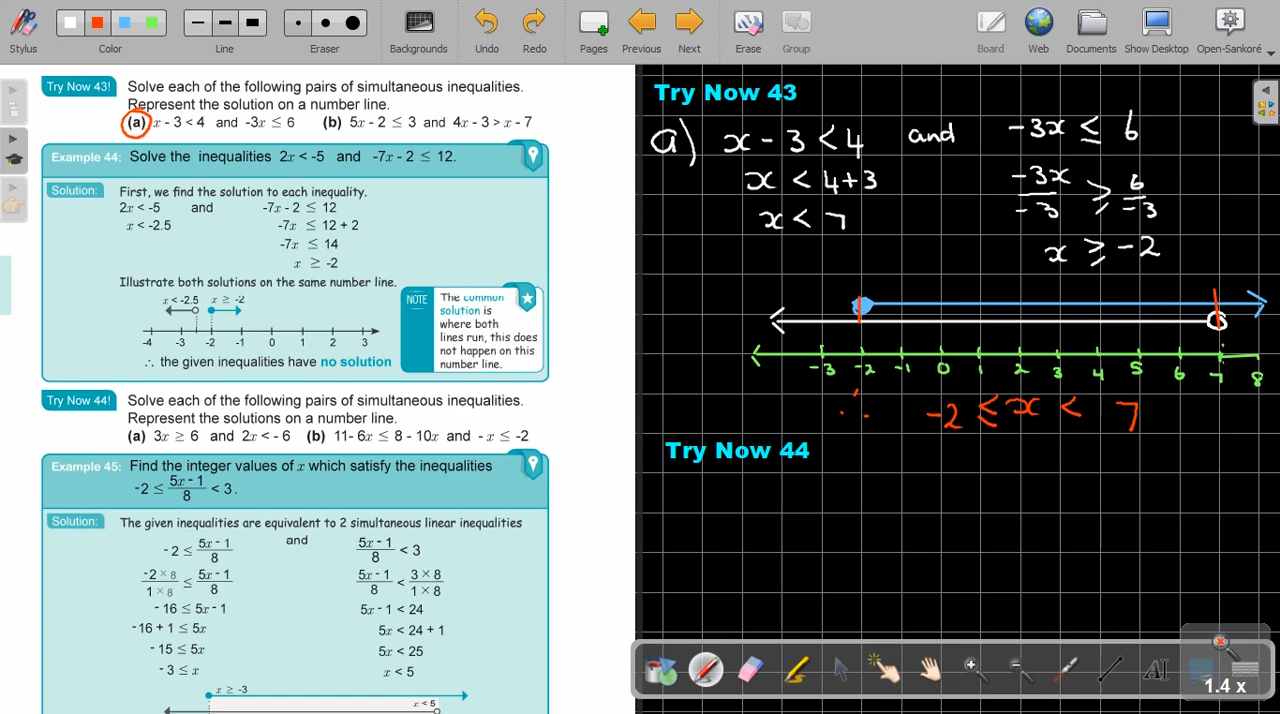 Stylus Color Line Eraser Backgrounds Undo Redo Pages Previous Next Erase Group Board Web Documents Show Desktop Open-Sankoré
Try Now 43! Solve each of the following pairs of simultaneous inequalities.
Represent the solution on a number line.
(a) x - 3 < 4 and -3x ≤ 6 (b) 5x - 2 ≤ 3 and 4x - 3 > x - 7
Example 44: Solve the inequalities 2x < -5 and -7x - 2 ≤ 12.
Solution: First, we find the solution to each inequality.
2x < -5 and -7x - 2 ≤ 12
x < -2.5 -7x ≤ 12 + 2
-7x ≤ 14
x ≥ -2
Illustrate both solutions on the same number line.
x < -2.5 x ≥ -2
-4 -3 -2 -1 0 1 2 3
∴ the given inequalities have no solution
NOTE The common
solution is
where both
lines run, this does
not happen on this
number line.
Try Now 44! Solve each of the following pairs of simultaneous inequalities.
Represent the solutions on a number line.
(a) 3x ≥ 6 and 2x < - 6 (b) 11- 6x ≤ 8 - 10x and - x ≤ -2
Example 45: Find the integer values of x which satisfy the inequalities
-2 ≤ (5x - 1)/8 < 3.
Solution: The given inequalities are equivalent to 2 simultaneous linear inequalities
-2 ≤ (5x - 1)/8 and (5x - 1)/8 < 3
(-2 × 8)/(1 × 8) ≤ (5x - 1)/8 (5x - 1)/8 < (3 × 8)/(1 × 8)
-16 ≤ 5x - 1 5x - 1 < 24
-16 + 1 ≤ 5x 5x < 24 + 1
-15 ≤ 5x 5x < 25
-3 ≤ x x < 5
x ≥ -3
x < 5
Try Now 43
a) x - 3 < 4 and -3x ≤ 6
x < 4+3 -3x/-3 ≥ 6/-3
x < 7 x ≥ -2
-3 -2 -1 0 1 2 3 4 5 6 7 8
∴ -2 ≤ x < 7
Try Now 44
1.4 x